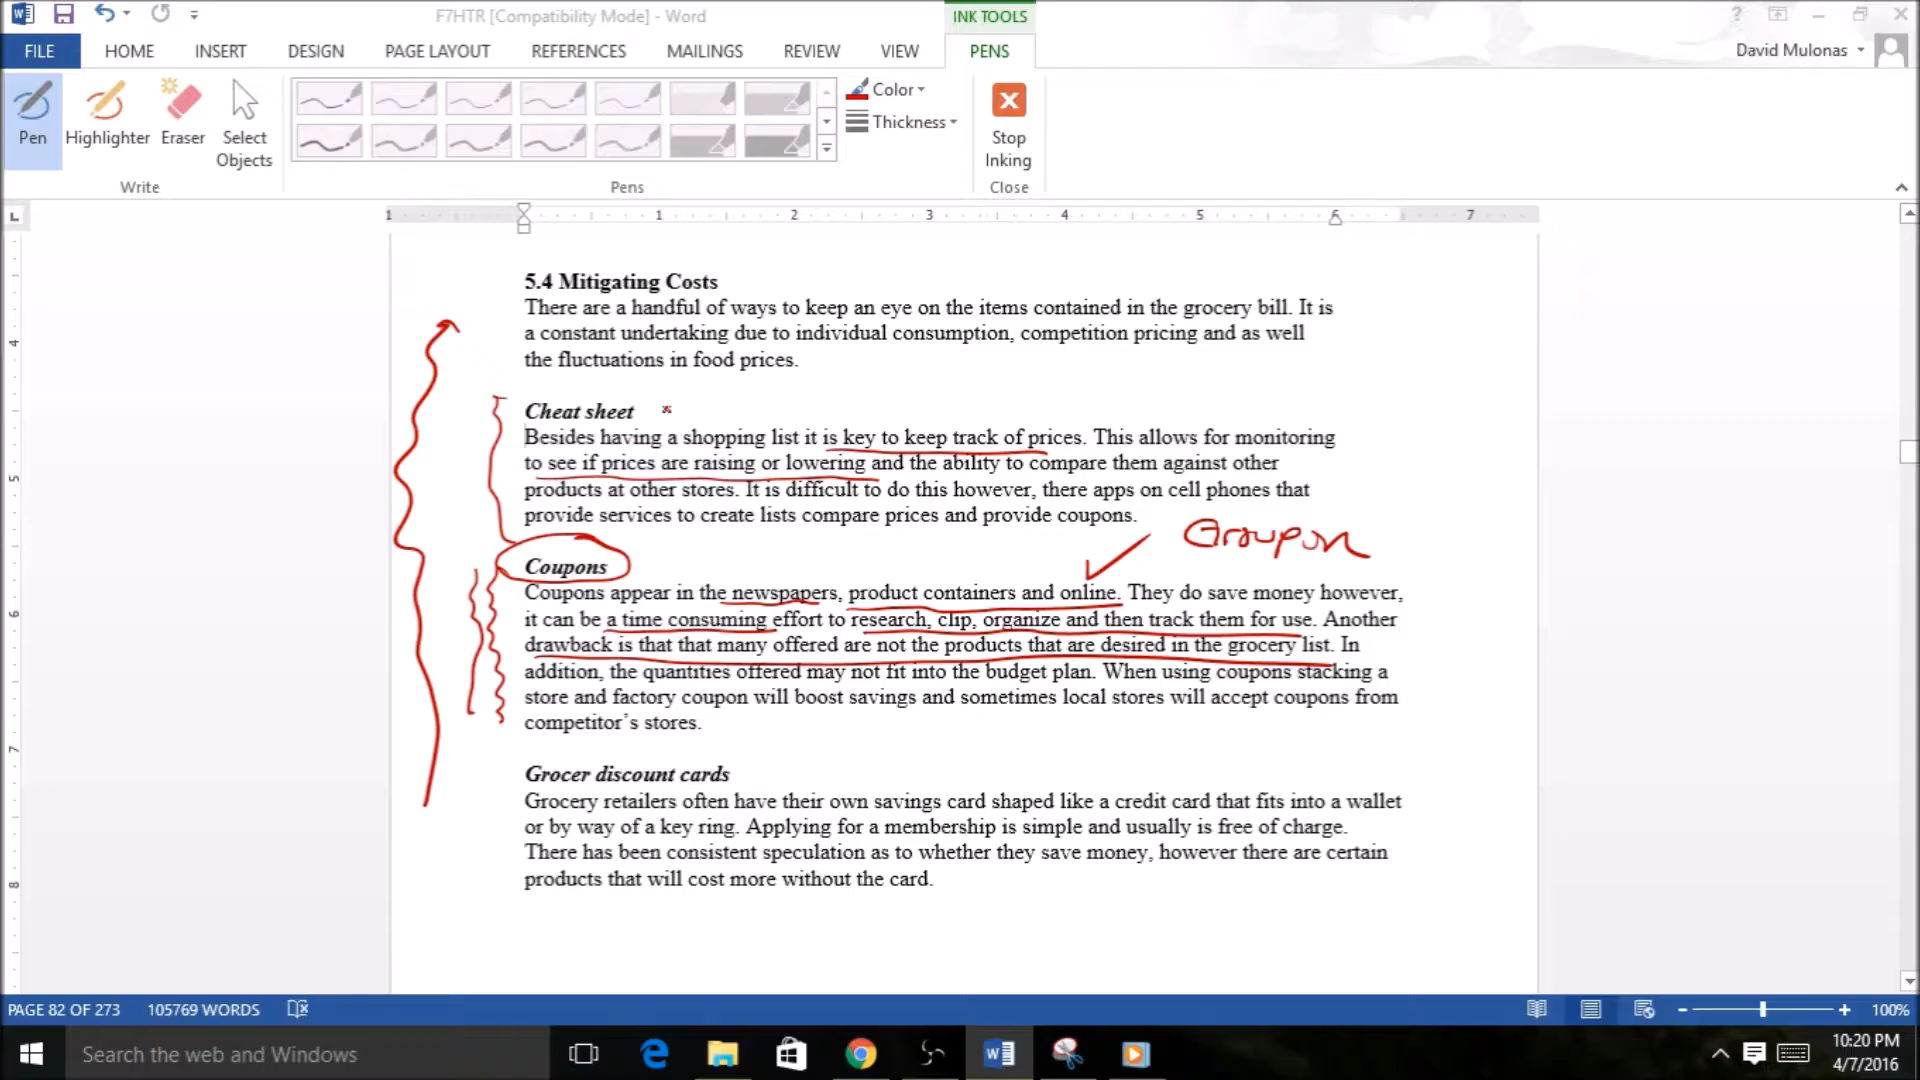 F7HTR [Compatibility Mode] - Word
INK TOOLS
?
FILE HOME INSERT DESIGN PAGE LAYOUT REFERENCES MAILINGS REVIEW VIEW PENS
David Mulonas
Pen Highlighter Eraser Select Objects
Color
Thickness
Stop Inking
Write Pens Close
L
1 1 2 3 4 5 6 7
5.4 Mitigating Costs
There are a handful of ways to keep an eye on the items contained in the grocery bill. It is
a constant undertaking due to individual consumption, competition pricing and as well
the fluctuations in food prices.
Cheat sheet
Besides having a shopping list it is key to keep track of prices. This allows for monitoring
to see if prices are raising or lowering and the ability to compare them against other
products at other stores. It is difficult to do this however, there apps on cell phones that
provide services to create lists compare prices and provide coupons.
Groupon
Coupons
Coupons appear in the newspapers, product containers and online. They do save money however,
it can be a time consuming effort to research, clip, organize and then track them for use. Another
drawback is that that many offered are not the products that are desired in the grocery list. In
addition, the quantities offered may not fit into the budget plan. When using coupons stacking a
store and factory coupon will boost savings and sometimes local stores will accept coupons from
competitor's stores.
Grocer discount cards
Grocery retailers often have their own savings card shaped like a credit card that fits into a wallet
or by way of a key ring. Applying for a membership is simple and usually is free of charge.
There has been consistent speculation as to whether they save money, however there are certain
products that will cost more without the card.
4
5
6
7
8
PAGE 82 OF 273 105769 WORDS 100%
Search the web and Windows
10:20 PM
4/7/2016